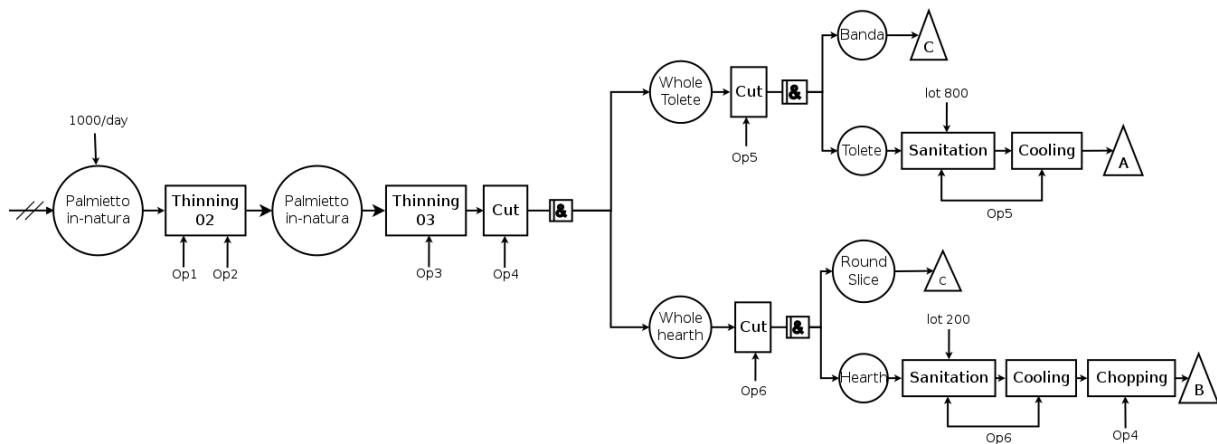 1000/day
Palmietto
in-natura
Thinning
02
Op1
Op2
Palmietto
in-natura
Thinning
03
Op3
Cut
Op4
&
Whole
Tolete
Cut
Op5
&
Banda
C
Tolete
lot 800
Sanitation
Cooling
Op5
A
Whole
hearth
Cut
Op6
&
Round
Slice
c
Hearth
lot 200
Sanitation
Cooling
Op6
Chopping
Op4
B